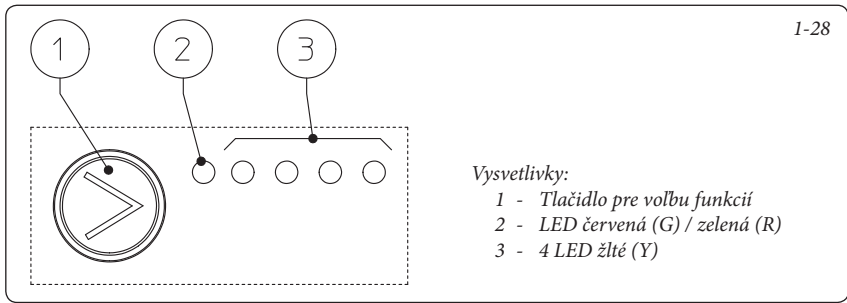 1-28
1 2 3
Vysvetlivky:
1 - Tlačidlo pre voľbu funkcií
2 - LED červená (G) / zelená (R)
3 - 4 LED žlté (Y)